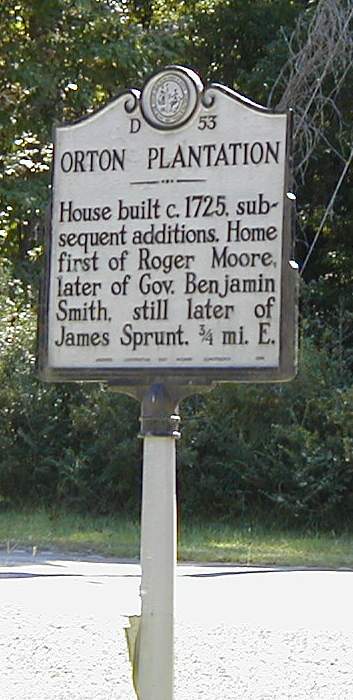 D 53
ORTON PLANTATION
House built c. 1725, sub-
sequent additions. Home
first of Roger Moore,
later of Gov. Benjamin
Smith, still later of
James Sprunt. ¾ mi. E.